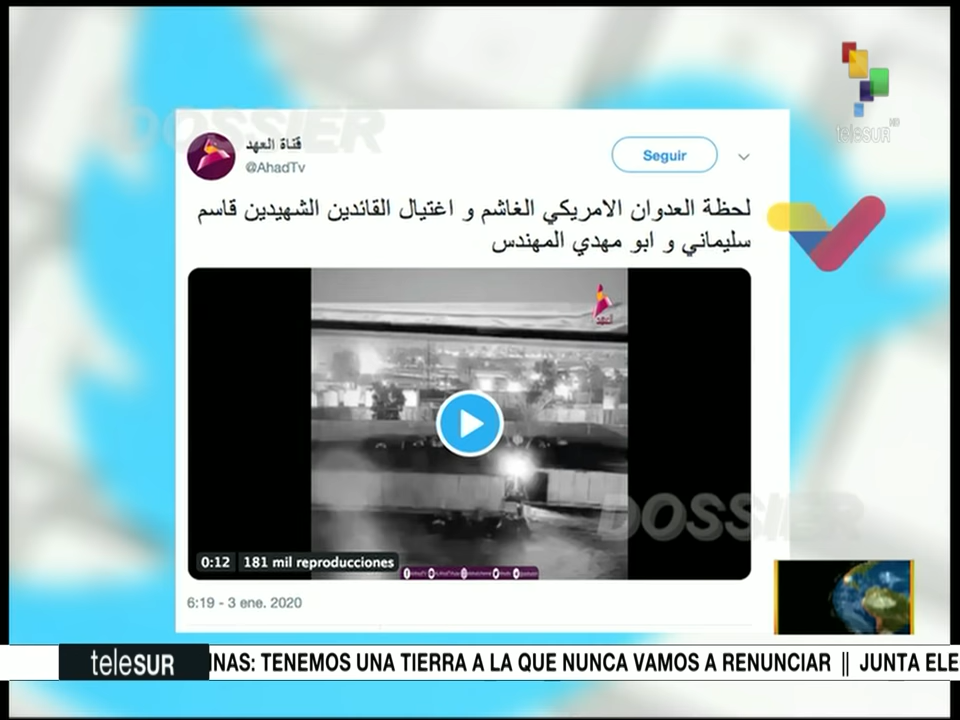 DOSSIER
teleSUR HD
قناة العهد
@AhadTv
Seguir
لحظة العدوان الامريكي الغاشم و اغتيال القائدين الشهيدين قاسم
سليماني و ابو مهدي المهندس
DOSSIER
0:12 181 mil reproducciones
6:19 - 3 ene. 2020
teleSUR INAS: TENEMOS UNA TIERRA A LA QUE NUNCA VAMOS A RENUNCIAR || JUNTA ELE